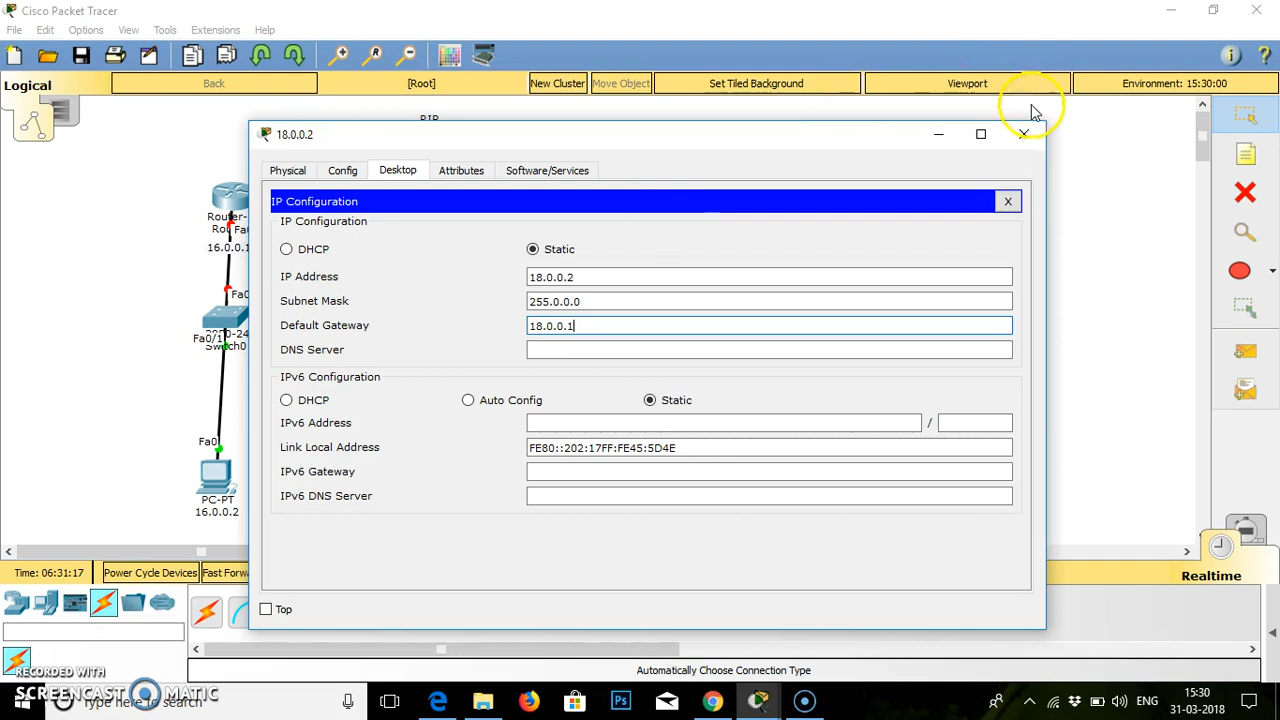 Cisco Packet Tracer
File Edit Options View Tools Extensions Help
Logical Back [Root] New Cluster Move Object Set Tiled Background Viewport Environment: 15:30:00
RIP
18.0.0.2
Physical Config Desktop Attributes Software/Services
IP Configuration X
IP Configuration
DHCP Static
IP Address 18.0.0.2
Subnet Mask 255.0.0.0
Default Gateway 18.0.0.1
DNS Server
IPv6 Configuration
DHCP Auto Config Static
IPv6 Address /
Link Local Address FE80::202:17FF:FE45:5D4E
IPv6 Gateway
IPv6 DNS Server
Top
Router-
Fa0/
16.0.0.1
Fa0
Fa0/1
Switch0
Fa0
PC-PT
16.0.0.2
Time: 06:31:17 Power Cycle Devices Fast Forw
Realtime
Automatically Choose Connection Type
RECORDED WITH
SCREENCAST MATIC
Type here to search
ENG
15:30
31-03-2018